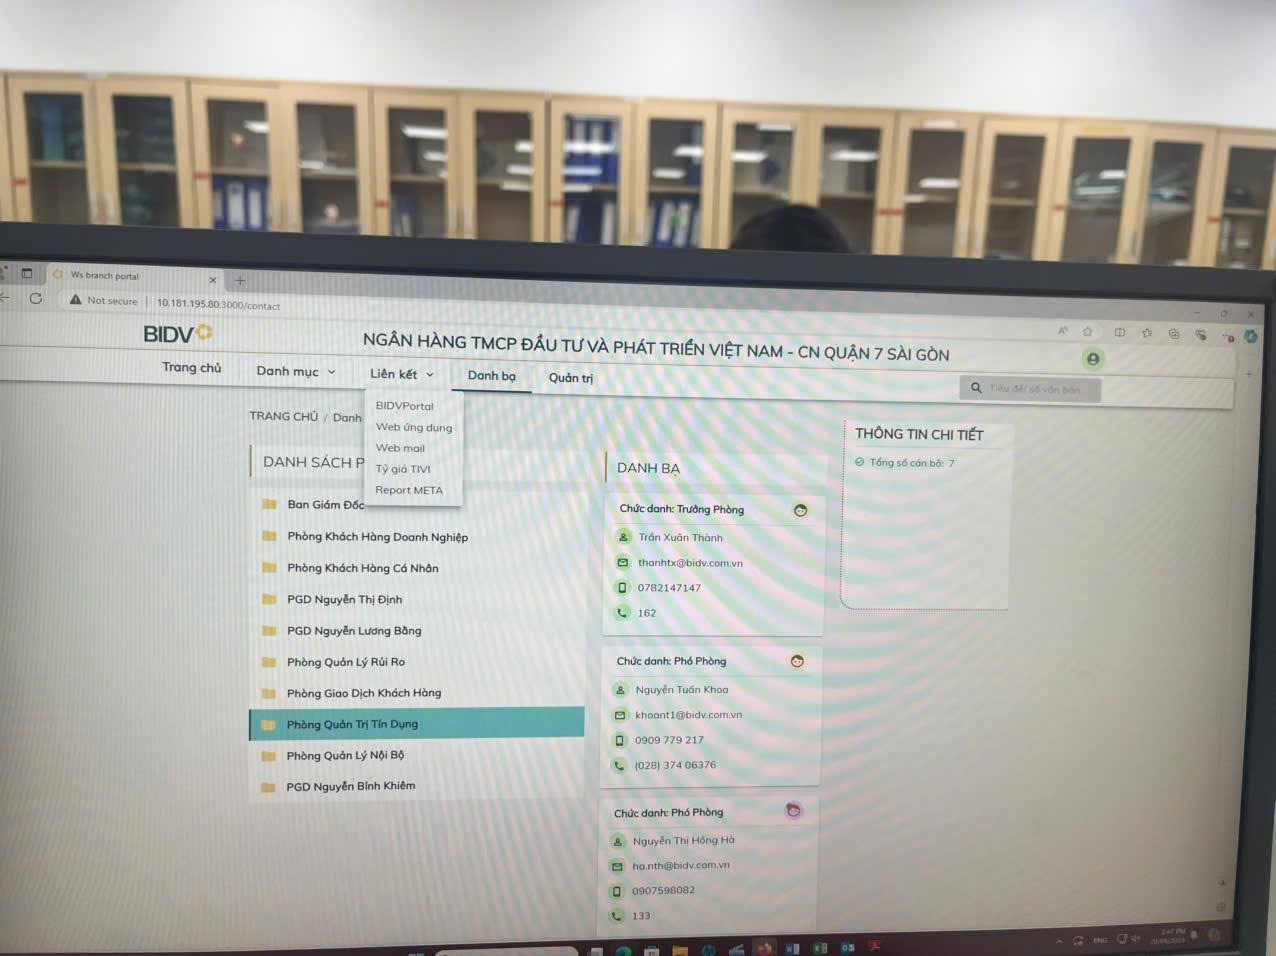 Ws branch portal
Not secure
10.181.195.80:3000/contact
BIDV
NGÂN HÀNG TMCP ĐẦU TƯ VÀ PHÁT TRIỂN VIỆT NAM - CN QUẬN 7 SÀI GÒN
Trang chủ
Danh mục
Liên kết
Danh bạ
Quản trị
Tiêu đề/ số văn bản
BIDVPortal
Web ứng dụng
Web mail
Tỷ giá TIVI
Report META
TRANG CHỦ / Danh
DANH SÁCH P
Ban Giám Đốc
Phòng Khách Hàng Doanh Nghiệp
Phòng Khách Hàng Cá Nhân
PGD Nguyễn Thị Định
PGD Nguyễn Lương Bằng
Phòng Quản Lý Rủi Ro
Phòng Giao Dịch Khách Hàng
Phòng Quản Trị Tín Dụng
Phòng Quản Lý Nội Bộ
PGD Nguyễn Bỉnh Khiêm
DANH BẠ
Chức danh: Trưởng Phòng
Trần Xuân Thành
thanhtx@bidv.com.vn
0782147147
162
Chức danh: Phó Phòng
Nguyễn Tuấn Khoa
khoant1@bidv.com.vn
0909 779 217
(028) 374 06376
Chức danh: Phó Phòng
Nguyễn Thị Hồng Hà
ha.nth@bidv.com.vn
0907598082
133
THÔNG TIN CHI TIẾT
Tổng số cán bộ: 7
ENG
2:47 PM